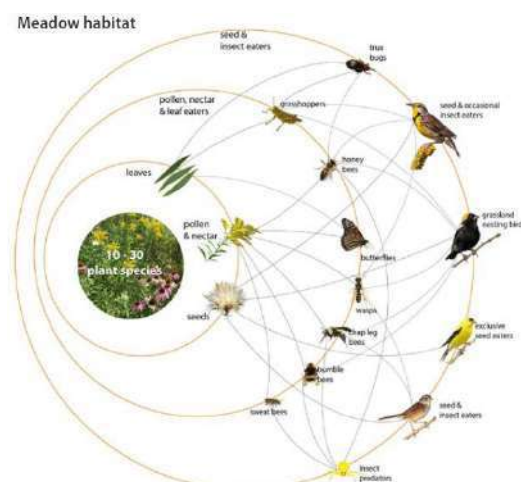 Meadow habitat
seed &
insect eaters
true
bugs
pollen, nectar
& leaf eaters
grasshoppers
seed & occasional
insect eaters
leaves
honey
bees
pollen
& nectar
grassland
nesting bird
10 - 30
plant species
butterflies
seeds
wasps
exclusive
seed eaters
chap leg
bees
bumble
bees
seed &
insect eaters
sweat bees
insect
predators